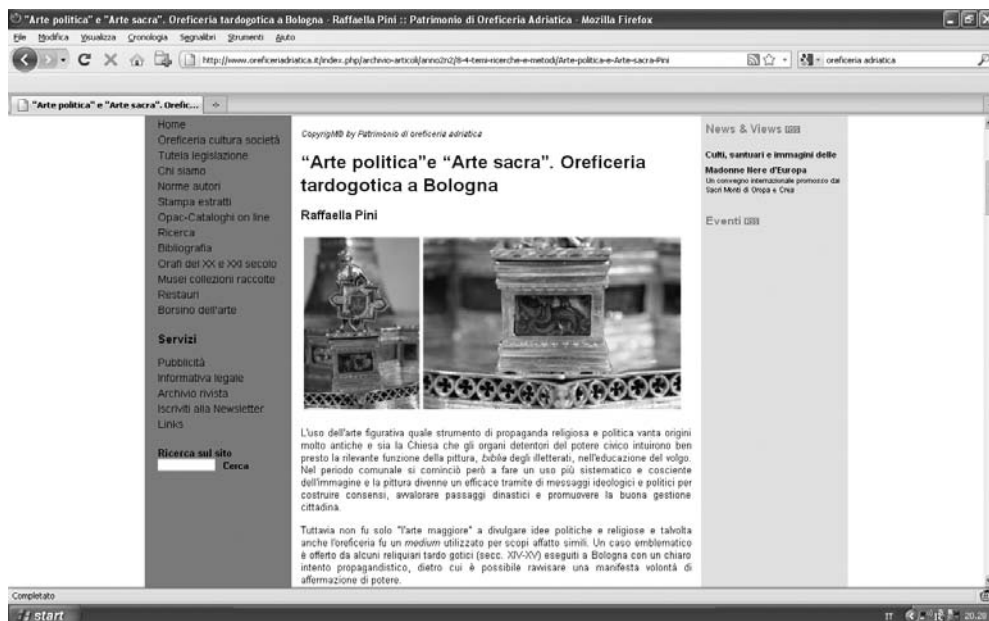 "Arte politica" e "Arte sacra". Oreficeria tardogotica a Bologna - Raffaella Pini :: Patrimonio di Oreficeria Adriatica - Mozilla Firefox
File Modifica Visualizza Cronologia Segnalibri Strumenti Aiuto
oreficeria adriatica
"Arte politica" e "Arte sacra". Orefic...
Home
Oreficeria cultura società
Tutela legislazione
Chi siamo
Norme autori
Stampa estratti
Opac-Cataloghi on line
Ricerca
Bibliografia
Orafi del XX e XXI secolo
Musei collezioni raccolte
Restauri
Borsino dell'arte
Servizi
Pubblicità
Informativa legale
Archivio rivista
Iscriviti alla Newsletter
Links
Ricerca sul sito
Cerca
Copyright© by Patrimonio di oreficeria adriatica
"Arte politica"e "Arte sacra". Oreficeria
tardogotica a Bologna
Raffaella Pini
L'uso dell'arte figurativa quale strumento di propaganda religiosa e politica vanta origini
molto antiche e sia la Chiesa che gli organi detentori del potere civico intuirono ben
presto la rilevante funzione della pittura, biblia degli illetterati, nell'educazione del volgo.
Nel periodo comunale si cominciò però a fare un uso più sistematico e cosciente
dell'immagine e la pittura divenne un efficace tramite di messaggi ideologici e politici per
costruire consensi, avvalorare passaggi dinastici e promuovere la buona gestione
cittadina.
Tuttavia non fu solo "l'arte maggiore" a divulgare idee politiche e religiose e talvolta
anche l'oreficeria fu un medium utilizzato per scopi affatto simili. Un caso emblematico
è offerto da alcuni reliquiari tardo gotici (secc. XIV-XV) eseguiti a Bologna con un chiaro
intento propagandistico, dietro cui è possibile ravvisare una manifesta volontà di
affermazione di potere.
News & Views
Culti, santuari e immagini delle
Madonne Nere d'Europa
Un convegno internazionale promosso dai
Sacri Monti di Oropa e Crea
Eventi
Completato
start
IT
20.28